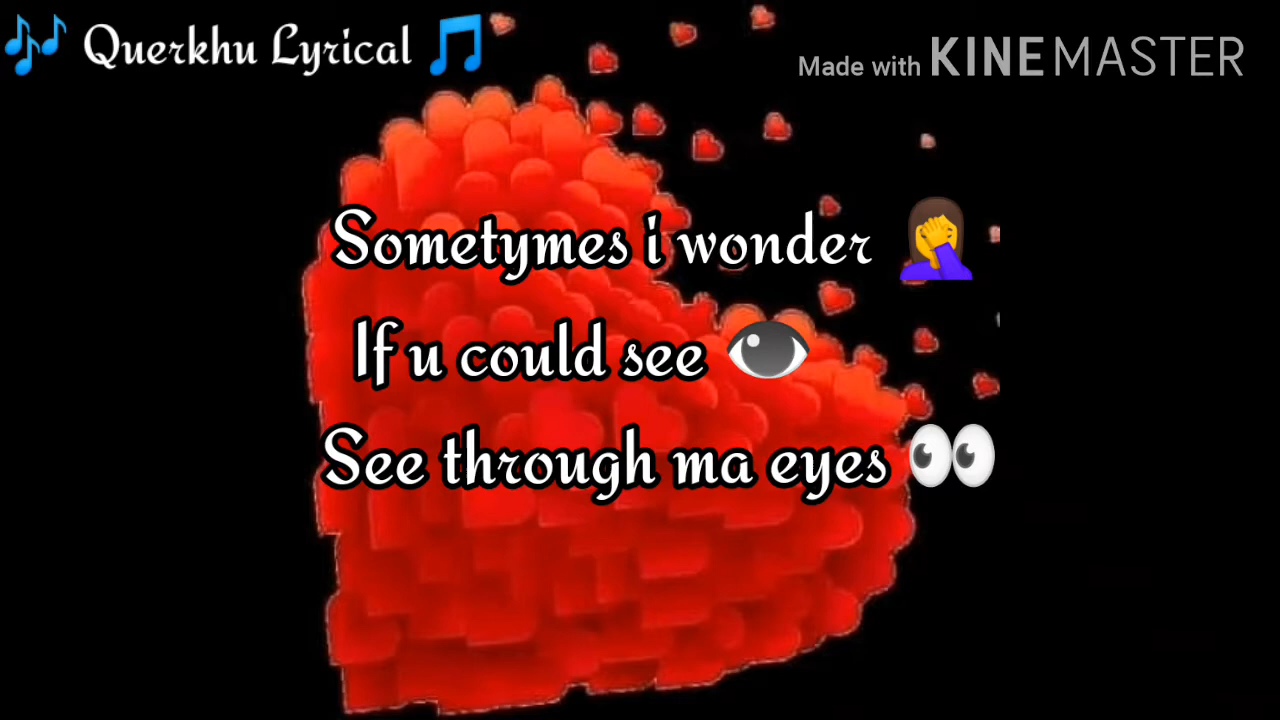 🎶 Querkhu Lyrical 🎵
Made with KINEMASTER
Sometymes i wonder 🤦‍♀️
If u could see 👁
See through ma eyes 👀